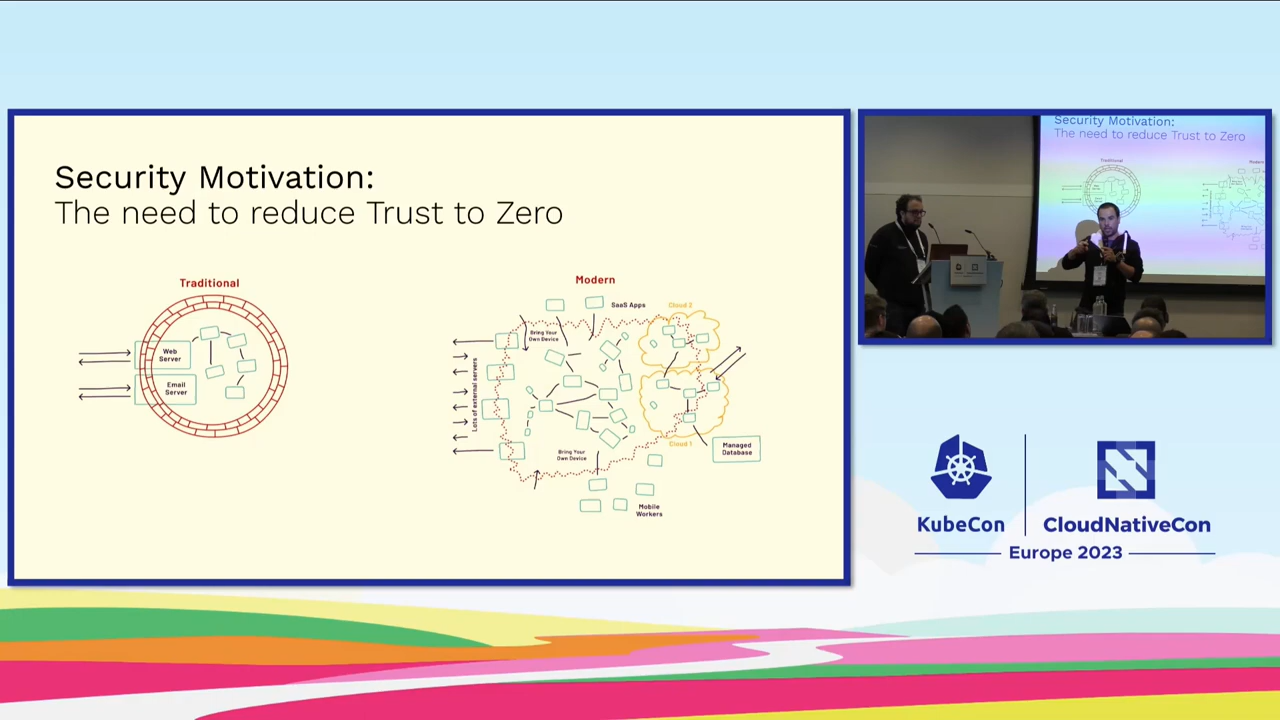 Security Motivation:
The need to reduce Trust to Zero
Traditional
Web
Server
Email
Server
Modern
SaaS Apps
Cloud 2
Bring Your
Own Device
Lots of external servers
Bring Your
Own Device
Cloud 1
Managed
Database
Mobile
Workers
Security Motivation:
The need to reduce Trust to Zero
Traditional
Modern
KubeCon
CloudNativeCon
Europe 2023